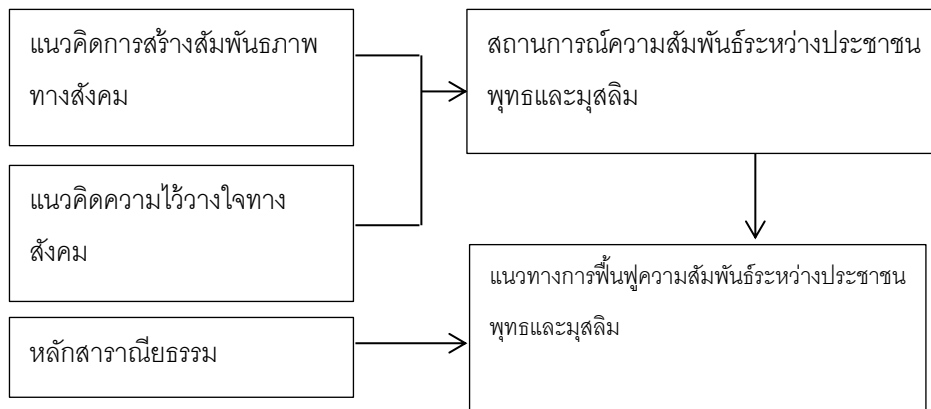 แนวคิดการสร้างสัมพันธภาพ
ทางสังคม
สถานการณ์ความสัมพันธ์ระหว่างประชาชน
พุทธและมุสลิม
แนวคิดความไว้วางใจทาง
สังคม
แนวทางการฟื้นฟูความสัมพันธ์ระหว่างประชาชน
พุทธและมุสลิม
หลักสาราณียธรรม